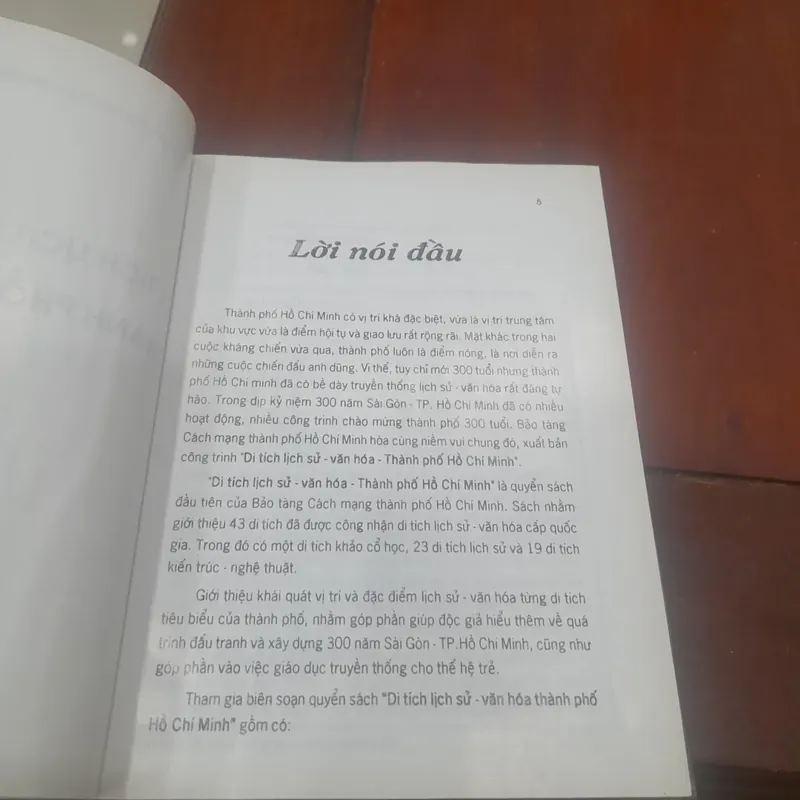 5
Lời nói đầu
Thành phố Hồ Chí Minh có vị trí khá đặc biệt, vừa là vị trí trung tâm
của khu vực vừa là điểm hội tụ và giao lưu rất rộng rãi. Mặt khác trong hai
cuộc kháng chiến vừa qua, thành phố luôn là điểm nóng, là nơi diễn ra
những cuộc chiến đấu anh dũng. Vì thế, tuy chỉ mới 300 tuổi nhưng thành
phố Hồ Chí minh đã có bề dày truyền thống lịch sử - văn hóa rất đáng tự
hào. Trong dịp kỷ niệm 300 năm Sài Gòn - TP. Hồ Chí Minh đã có nhiều
hoạt động, nhiều công trình chào mừng thành phố 300 tuổi. Bảo tàng
Cách mạng thành phố Hồ Chí Minh hòa cùng niềm vui chung đó, xuất bản
công trình "Di tích lịch sử - văn hóa - Thành phố Hồ Chí Minh".
"Di tích lịch sử - văn hóa - Thành phố Hồ Chí Minh" là quyển sách
đầu tiên của Bảo tàng Cách mạng thành phố Hồ Chí Minh. Sách nhằm
giới thiệu 43 di tích đã được công nhận di tích lịch sử - văn hóa cấp quốc
gia. Trong đó có một di tích khảo cổ học, 23 di tích lịch sử và 19 di tích
kiến trúc - nghệ thuật.
Giới thiệu khái quát vị trí và đặc điểm lịch sử - văn hóa từng di tích
tiêu biểu của thành phố, nhằm góp phần giúp độc giả hiểu thêm về quá
trình đấu tranh và xây dựng 300 năm Sài Gòn - TP.Hồ Chí Minh, cũng như
góp phần vào việc giáo dục truyền thống cho thế hệ trẻ.
Tham gia biên soạn quyển sách "Di tích lịch sử - văn hóa thành phố
Hồ Chí Minh" gồm có: